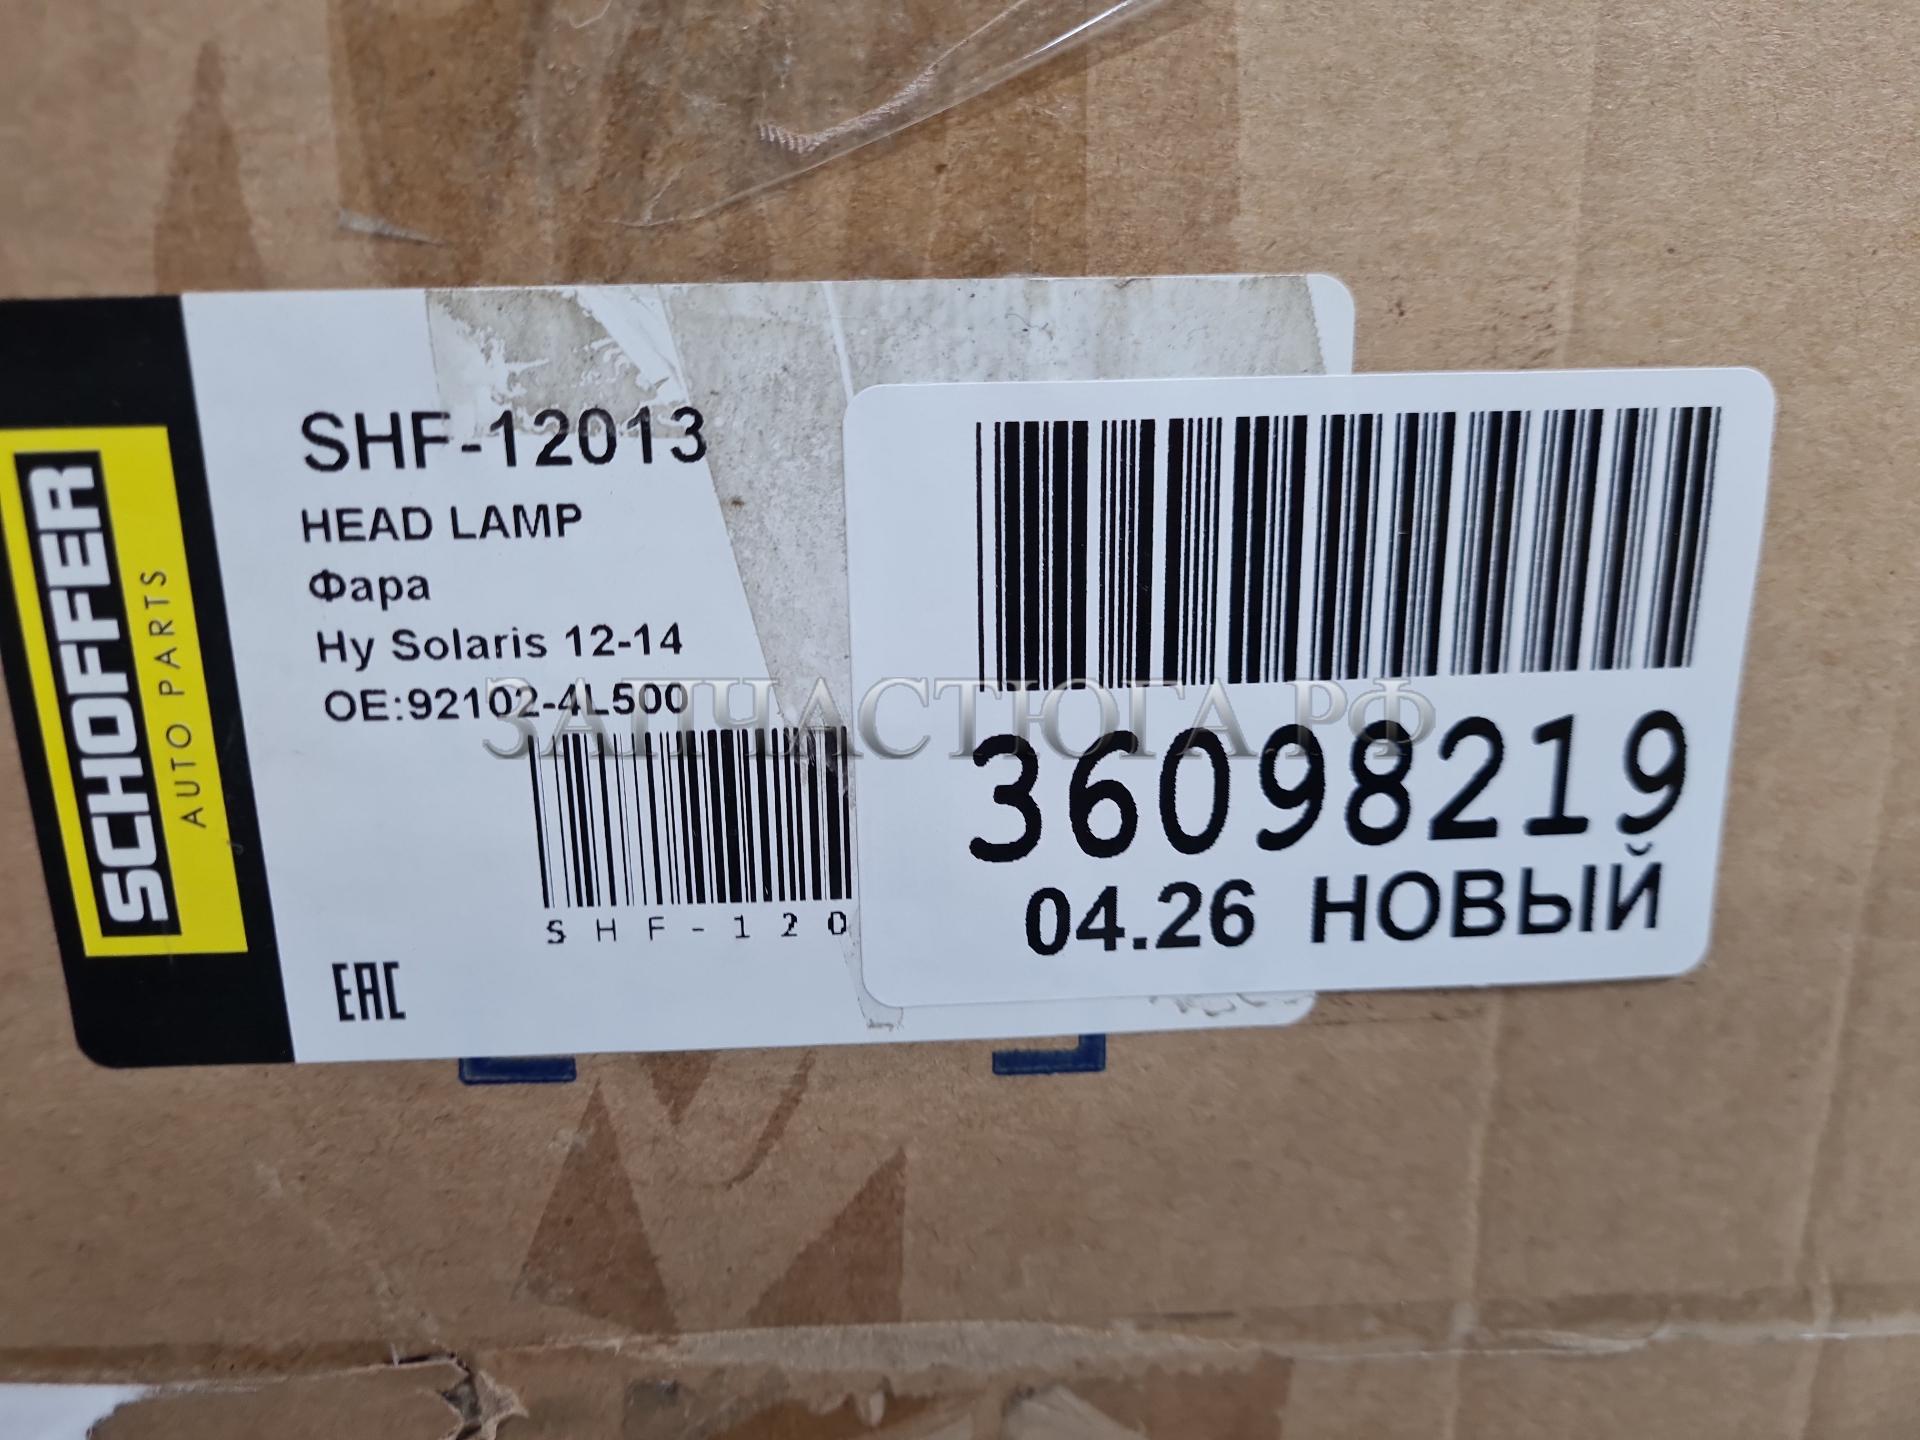 SCHOFFER
AUTO PARTS
SHF-12013
HEAD LAMP
Фара
Hy Solaris 12-14
OE:92102-4L500
SHF-120
EAC
ЗАПЧАСТЮГА.РФ
36098219
04.26 НОВЫЙ